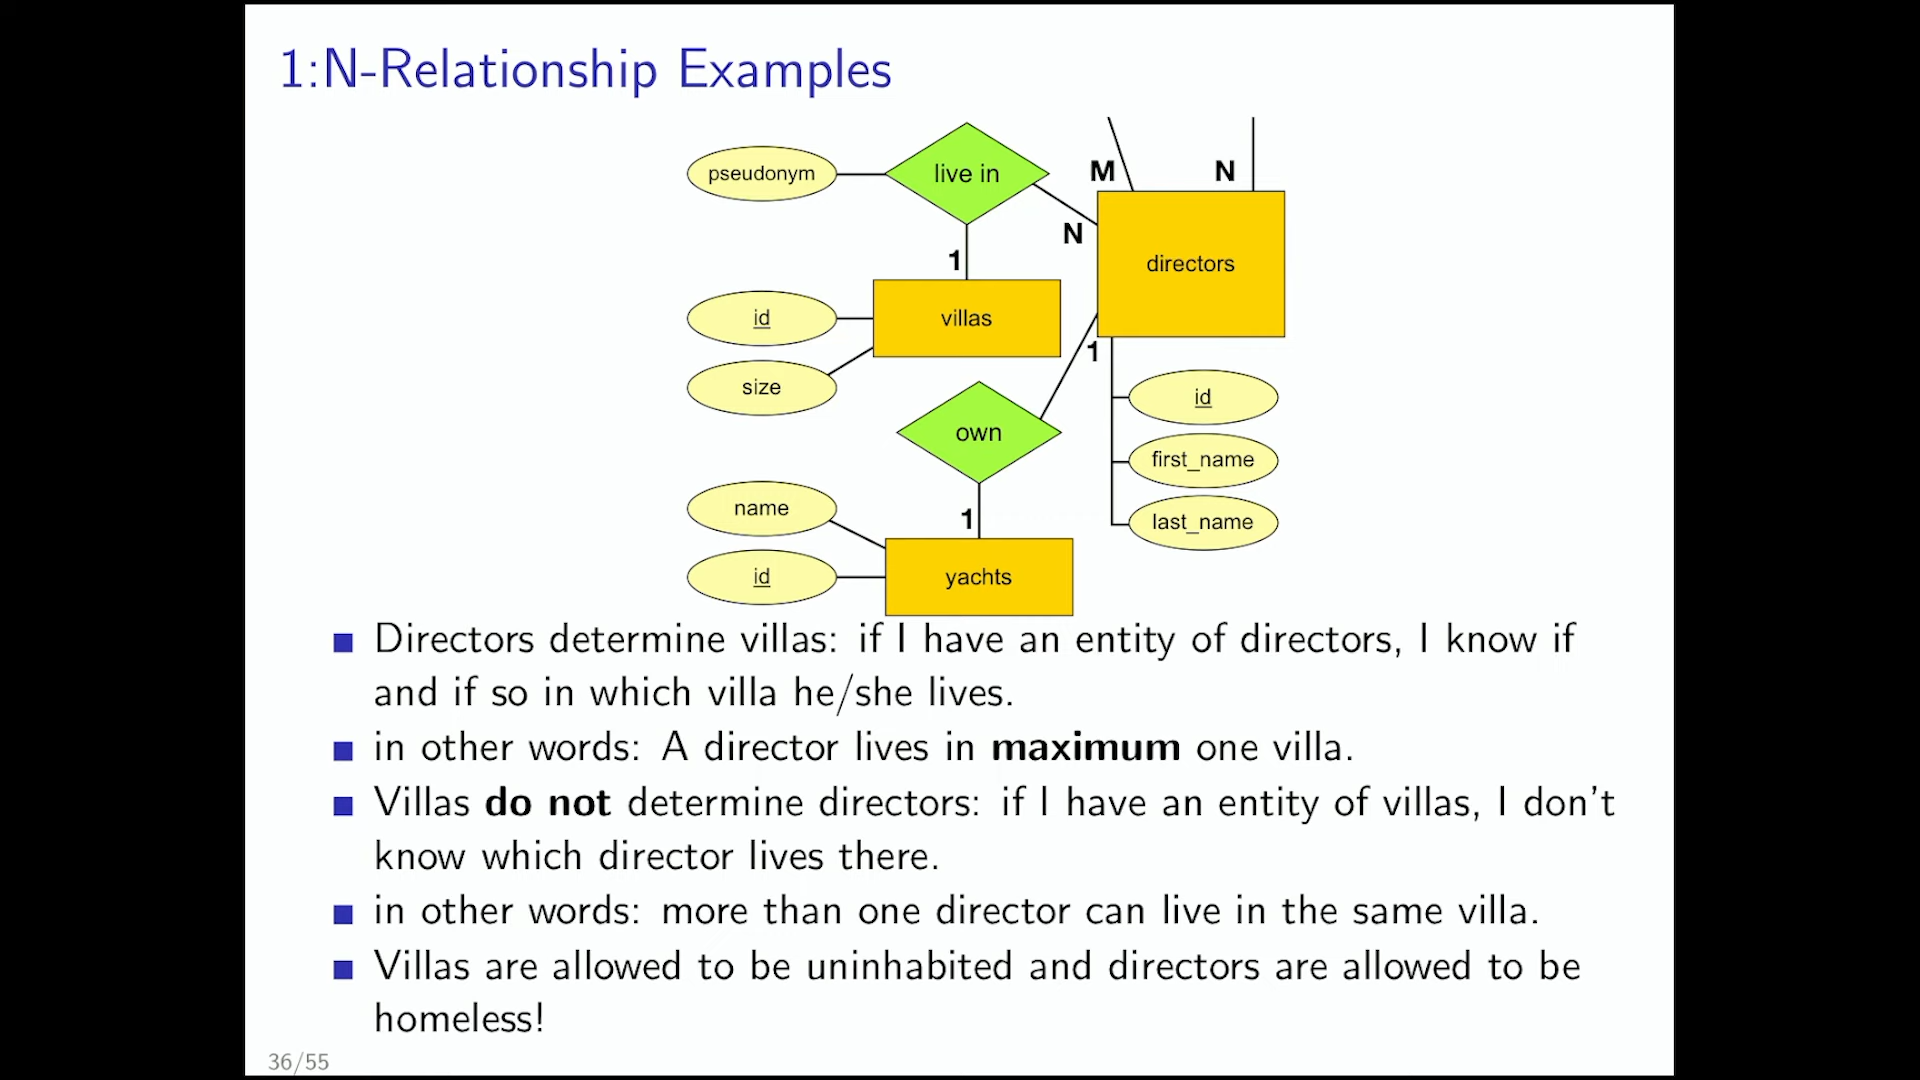 1:N-Relationship Examples
pseudonym
live in
M
N
N
directors
1
id
villas
size
1
id
own
first_name
name
1
last_name
id
yachts
Directors determine villas: if I have an entity of directors, I know if
and if so in which villa he/she lives.
in other words: A director lives in maximum one villa.
Villas do not determine directors: if I have an entity of villas, I don't
know which director lives there.
in other words: more than one director can live in the same villa.
Villas are allowed to be uninhabited and directors are allowed to be
homeless!
36/55